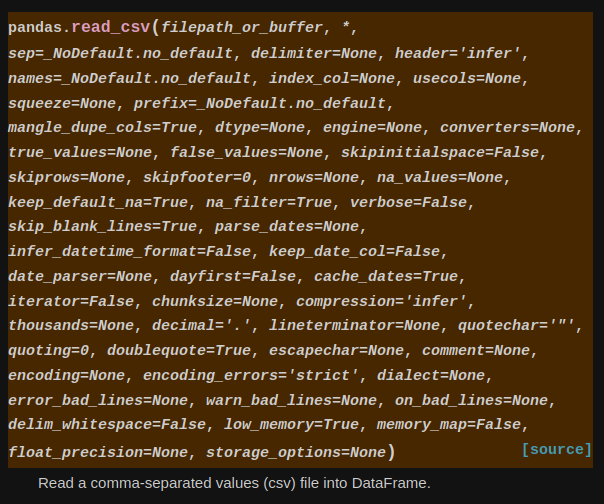 pandas.read_csv(filepath_or_buffer, *,
sep=_NoDefault.no_default, delimiter=None, header='infer',
names=_NoDefault.no_default, index_col=None, usecols=None,
squeeze=None, prefix=_NoDefault.no_default,
mangle_dupe_cols=True, dtype=None, engine=None, converters=None,
true_values=None, false_values=None, skipinitialspace=False,
skiprows=None, skipfooter=0, nrows=None, na_values=None,
keep_default_na=True, na_filter=True, verbose=False,
skip_blank_lines=True, parse_dates=None,
infer_datetime_format=False, keep_date_col=False,
date_parser=None, dayfirst=False, cache_dates=True,
iterator=False, chunksize=None, compression='infer',
thousands=None, decimal='.', lineterminator=None, quotechar='"',
quoting=0, doublequote=True, escapechar=None, comment=None,
encoding=None, encoding_errors='strict', dialect=None,
error_bad_lines=None, warn_bad_lines=None, on_bad_lines=None,
delim_whitespace=False, low_memory=True, memory_map=False,
float_precision=None, storage_options=None) [source]
Read a comma-separated values (csv) file into DataFrame.